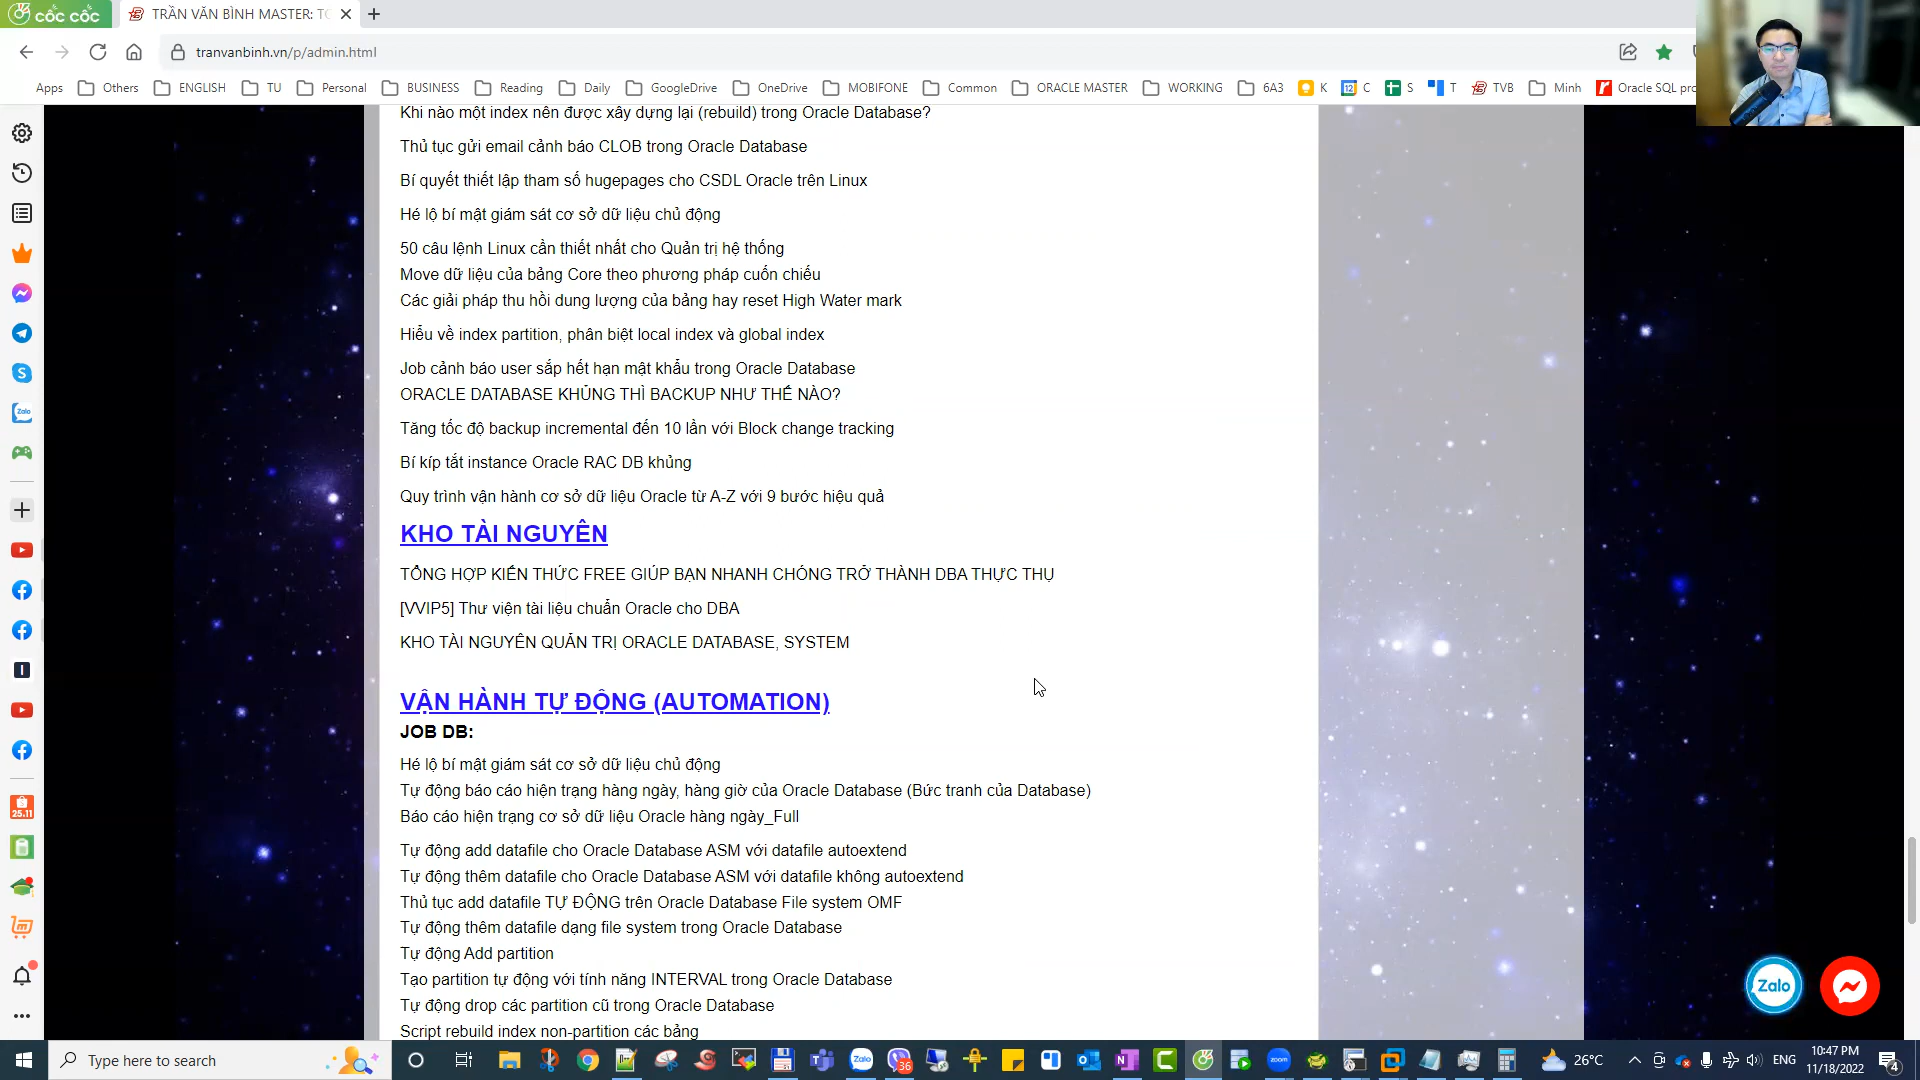 cốc cốc
TRẦN VĂN BÌNH MASTER: TC
tranvanbinh.vn/p/admin.html
Apps Others ENGLISH TU Personal BUSINESS Reading Daily GoogleDrive OneDrive MOBIFONE Common ORACLE MASTER WORKING 6A3 K C S T TVB Minh Oracle SQL pro
Khi nào một index nên được xây dựng lại (rebuild) trong Oracle Database?
Thủ tục gửi email cảnh báo CLOB trong Oracle Database
Bí quyết thiết lập tham số hugepages cho CSDL Oracle trên Linux
Hé lộ bí mật giám sát cơ sở dữ liệu chủ động
50 câu lệnh Linux cần thiết nhất cho Quản trị hệ thống
Move dữ liệu của bảng Core theo phương pháp cuốn chiếu
Các giải pháp thu hồi dung lượng của bảng hay reset High Water mark
Hiểu về index partition, phân biệt local index và global index
Job cảnh báo user sắp hết hạn mật khẩu trong Oracle Database
ORACLE DATABASE KHỦNG THÌ BACKUP NHƯ THẾ NÀO?
Tăng tốc độ backup incremental đến 10 lần với Block change tracking
Bí kíp tắt instance Oracle RAC DB khủng
Quy trình vận hành cơ sở dữ liệu Oracle từ A-Z với 9 bước hiệu quả
KHO TÀI NGUYÊN
TỔNG HỢP KIẾN THỨC FREE GIÚP BẠN NHANH CHÓNG TRỞ THÀNH DBA THỰC THỤ
[VVIP5] Thư viện tài liệu chuẩn Oracle cho DBA
KHO TÀI NGUYÊN QUẢN TRỊ ORACLE DATABASE, SYSTEM
VẬN HÀNH TỰ ĐỘNG (AUTOMATION)
JOB DB:
Hé lộ bí mật giám sát cơ sở dữ liệu chủ động
Tự động báo cáo hiện trạng hàng ngày, hàng giờ của Oracle Database (Bức tranh của Database)
Báo cáo hiện trạng cơ sở dữ liệu Oracle hàng ngày_Full
Tự động add datafile cho Oracle Database ASM với datafile autoextend
Tự động thêm datafile cho Oracle Database ASM với datafile không autoextend
Thủ tục add datafile TỰ ĐỘNG trên Oracle Database File system OMF
Tự động thêm datafile dạng file system trong Oracle Database
Tự động Add partition
Tạo partition tự động với tính năng INTERVAL trong Oracle Database
Tự động drop các partition cũ trong Oracle Database
Script rebuild index non-partition các bảng
Zalo
25.11
Zalo
Type here to search
Zalo
36
zoom
26°C
ENG
10:47 PM
11/18/2022
4